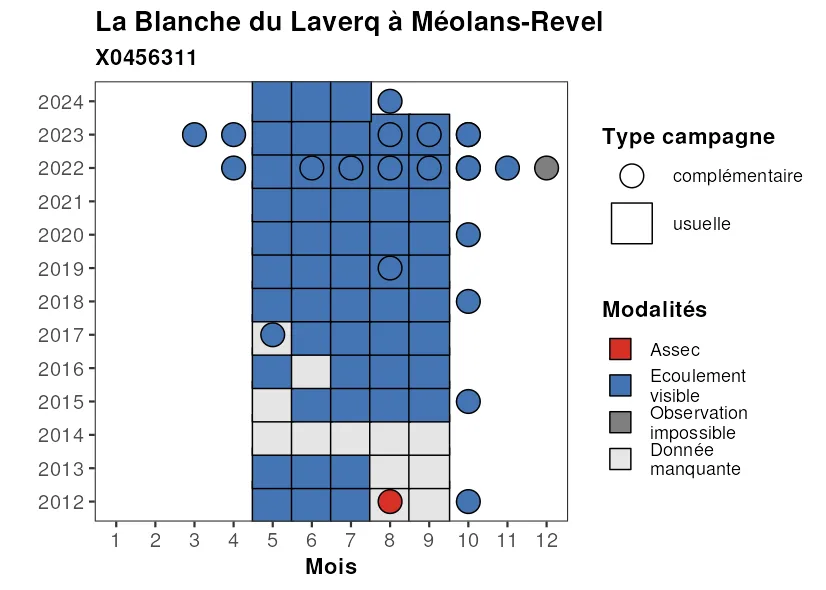 La Blanche du Laverq à Méolans-Revel
X0456311
2024
2023
2022
2021
2020
2019
2018
2017
2016
2015
2014
2013
2012
1 2 3 4 5 6 7 8 9 10 11 12
Mois
Type campagne
complémentaire
usuelle
Modalités
Assec
Ecoulement
visible
Observation
impossible
Donnée
manquante